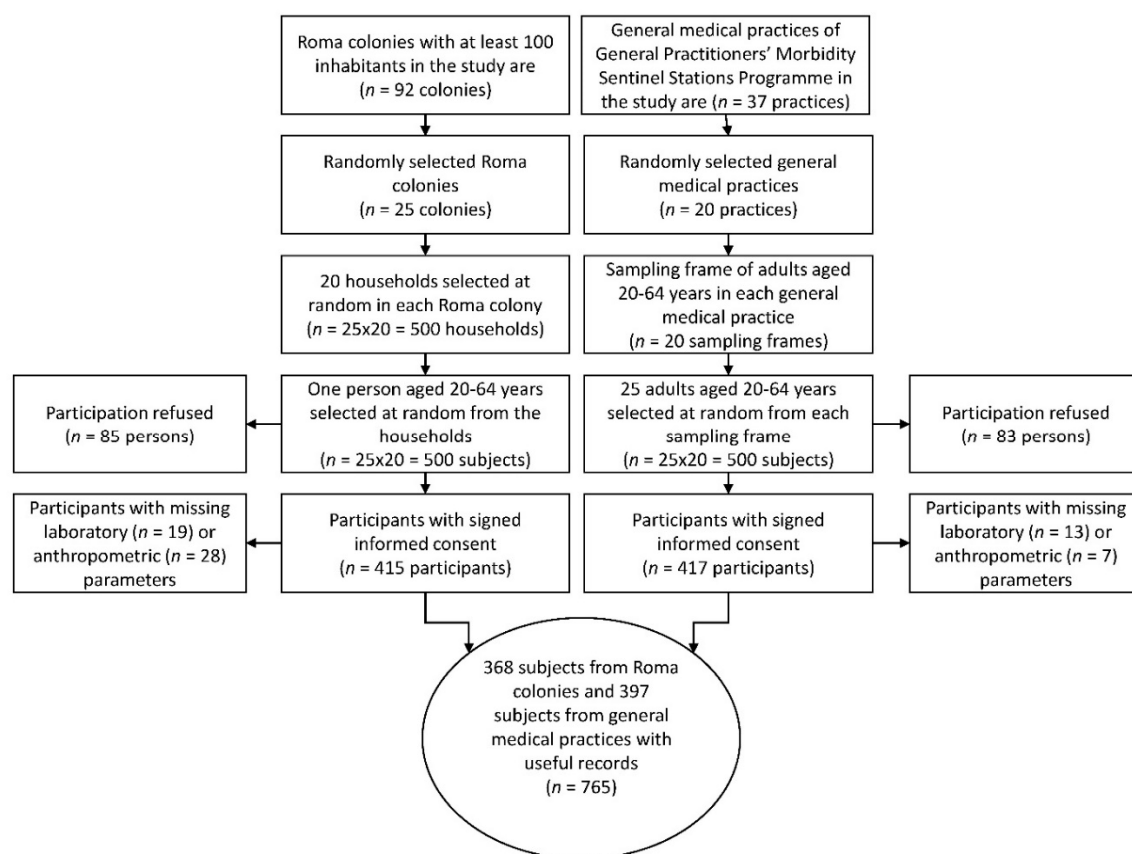 Roma colonies with at least 100
inhabitants in the study are
(n = 92 colonies)
General medical practices of
General Practitioners' Morbidity
Sentinel Stations Programme in
the study are (n = 37 practices)
Randomly selected Roma
colonies
(n = 25 colonies)
Randomly selected general
medical practices
(n = 20 practices)
20 households selected at
random in each Roma colony
(n = 25x20 = 500 households)
Sampling frame of adults aged
20-64 years in each general
medical practice
(n = 20 sampling frames)
Participation refused
(n = 85 persons)
One person aged 20-64 years
selected at random from the
households
(n = 25x20 = 500 subjects)
25 adults aged 20-64 years
selected at random from each
sampling frame
(n = 25x20 = 500 subjects)
Participation refused
(n = 83 persons)
Participants with missing
laboratory (n = 19) or
anthropometric (n = 28)
parameters
Participants with signed
informed consent
(n = 415 participants)
Participants with signed
informed consent
(n = 417 participants)
Participants with missing
laboratory (n = 13) or
anthropometric (n = 7)
parameters
368 subjects from Roma
colonies and 397
subjects from general
medical practices with
useful records
(n = 765)